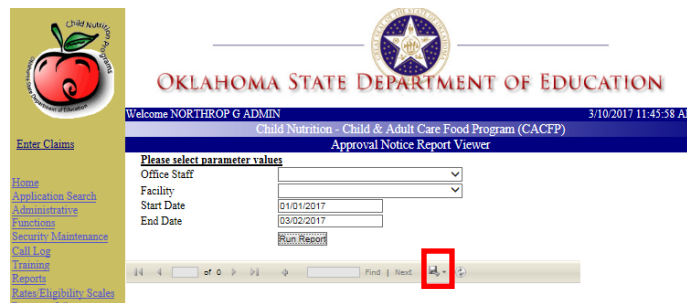 Child Nutrition Programs
Oklahoma State Department of Education
OKLAHOMA STATE DEPARTMENT OF EDUCATION
Welcome NORTHROP G ADMIN 3/10/2017 11:45:58 A
Child Nutrition - Child & Adult Care Food Program (CACFP)
Enter Claims
Approval Notice Report Viewer
Please select parameter values
Office Staff
Facility
Start Date 01/01/2017
End Date 03/02/2017
Run Report
of 0 Find | Next
Home
Application Search
Administrative
Functions
Security Maintenance
Call Log
Training
Reports
Rates/Eligibility Scales